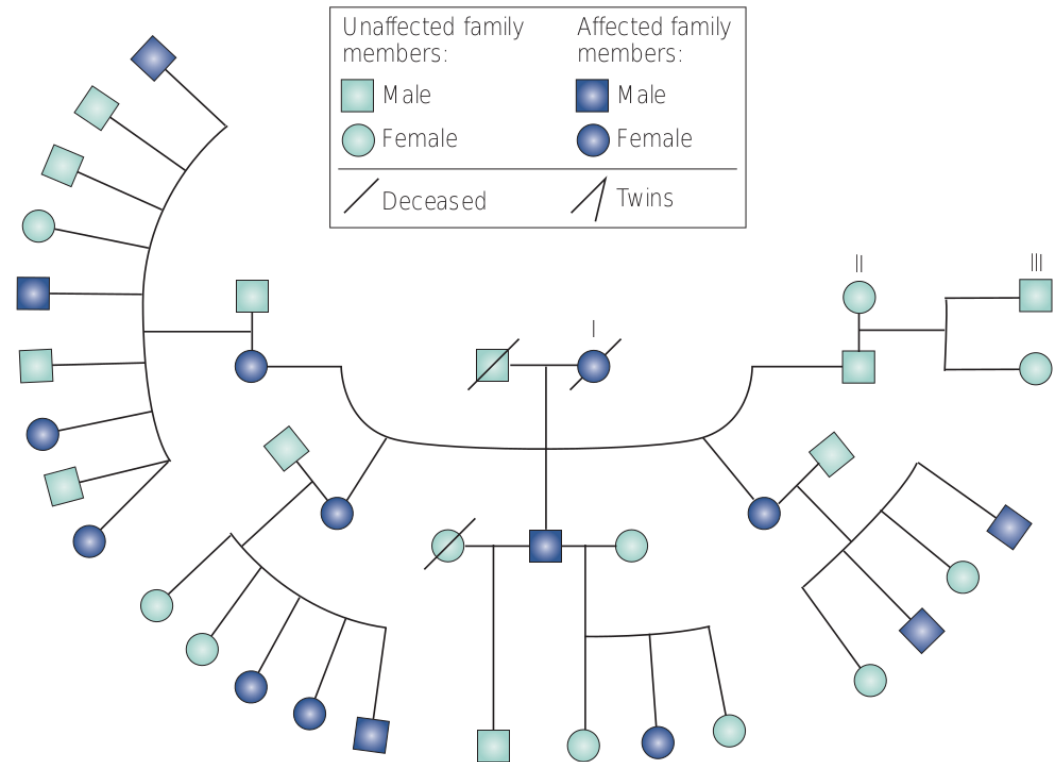 Unaffected family
members:
Affected family
members:
Male
Male
Female
Female
Deceased
Twins
I
II
III